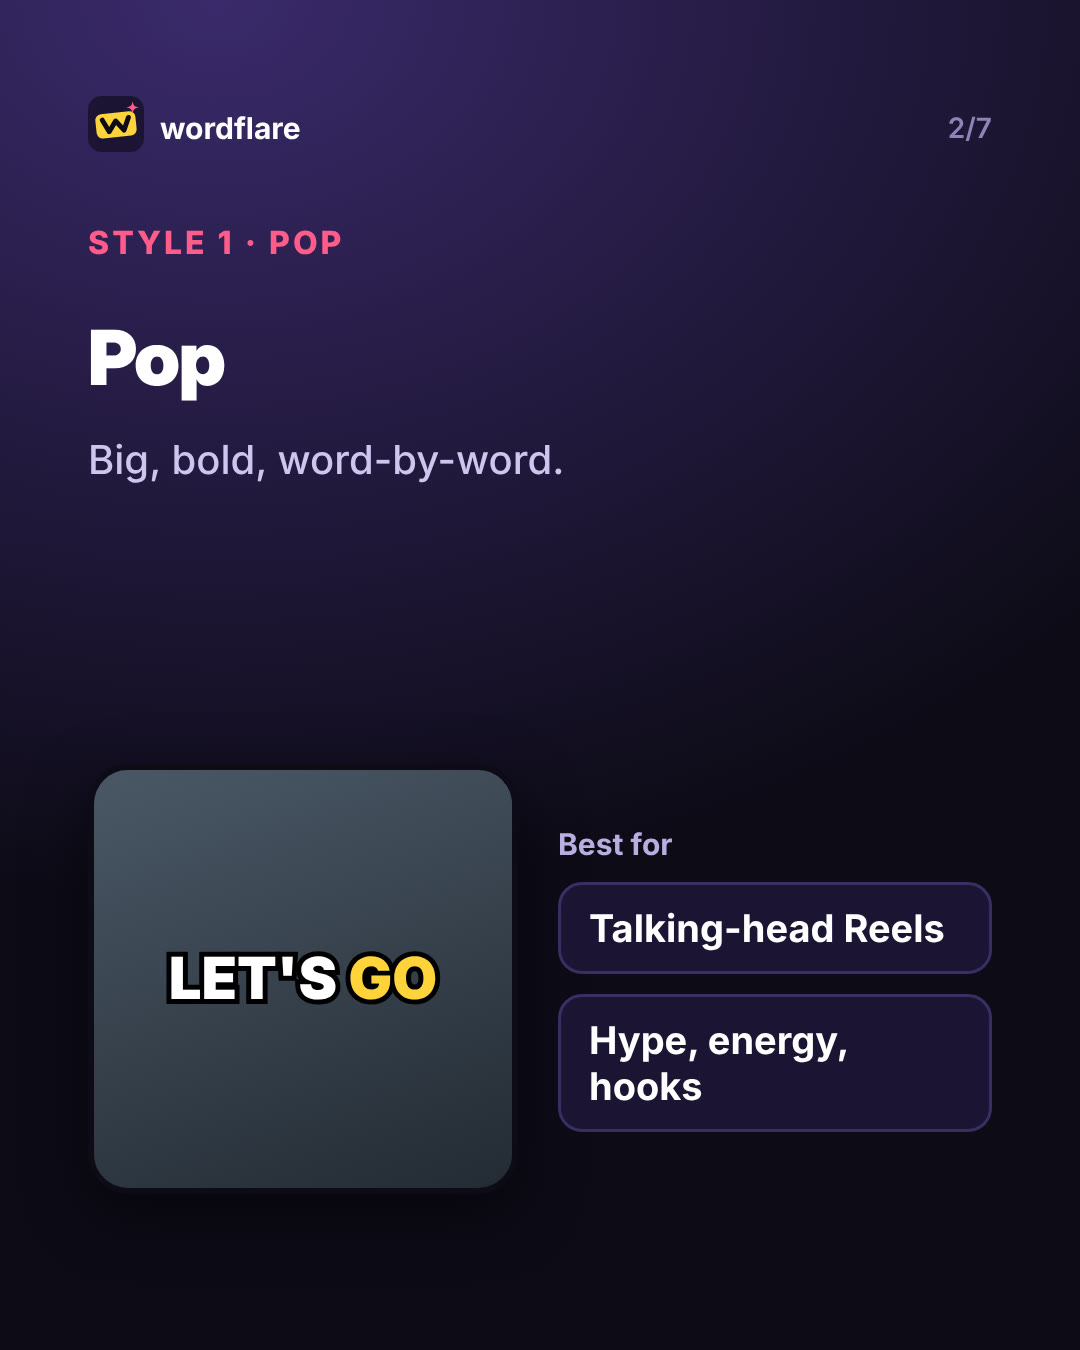 wordflare
2/7
STYLE 1 · POP
Pop
Big, bold, word-by-word.
LET'S GO
Best for
Talking-head Reels
Hype, energy,
hooks